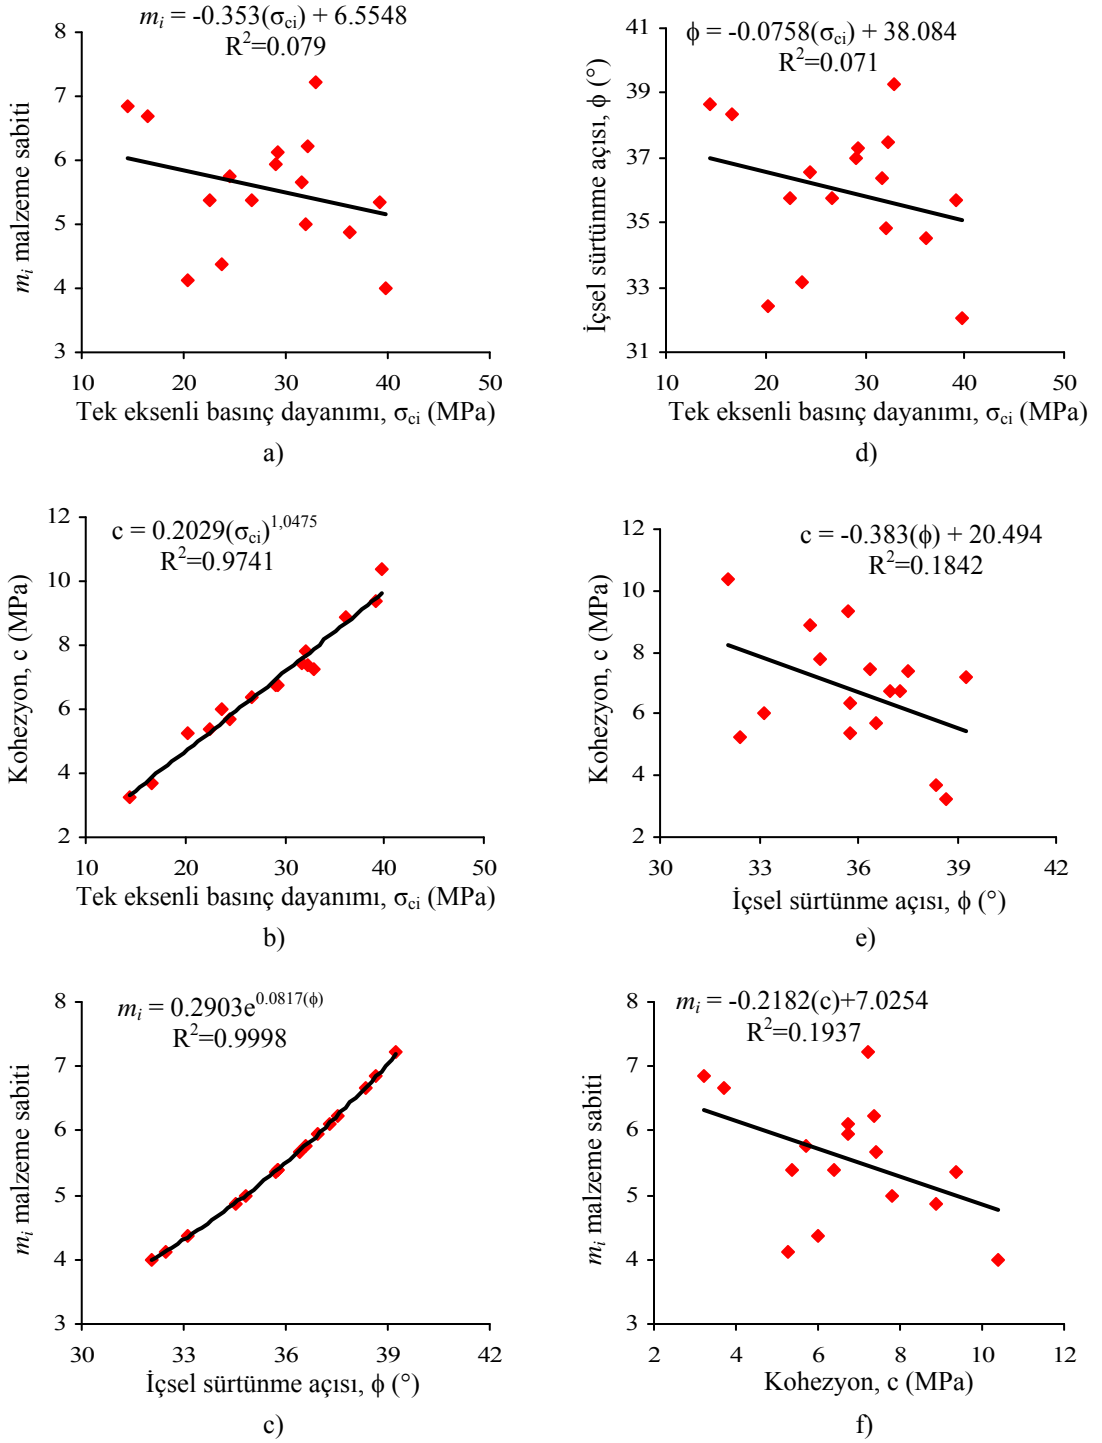 mᵢ = -0.353(σci) + 6.5548
R²=0.079
8
7
6
5
4
3
mᵢ malzeme sabiti
10 20 30 40 50
Tek eksenli basınç dayanımı, σci (MPa)
a)
ϕ = -0.0758(σci) + 38.084
R²=0.071
41
39
37
35
33
31
İçsel sürtünme açısı, ϕ (°)
10 20 30 40 50
Tek eksenli basınç dayanımı, σci (MPa)
d)
c = 0.2029(σci)¹,⁰⁴⁷⁵
R²=0.9741
12
10
8
6
4
2
Kohezyon, c (MPa)
10 20 30 40 50
Tek eksenli basınç dayanımı, σci (MPa)
b)
c = -0.383(ϕ) + 20.494
R²=0.1842
12
10
8
6
4
2
Kohezyon, c (MPa)
30 33 36 39 42
İçsel sürtünme açısı, ϕ (°)
e)
mᵢ = 0.2903e^0.0817(ϕ)
R²=0.9998
8
7
6
5
4
3
mᵢ malzeme sabiti
30 33 36 39 42
İçsel sürtünme açısı, ϕ (°)
c)
mᵢ = -0.2182(c)+7.0254
R²=0.1937
8
7
6
5
4
3
mᵢ malzeme sabiti
2 4 6 8 10 12
Kohezyon, c (MPa)
f)